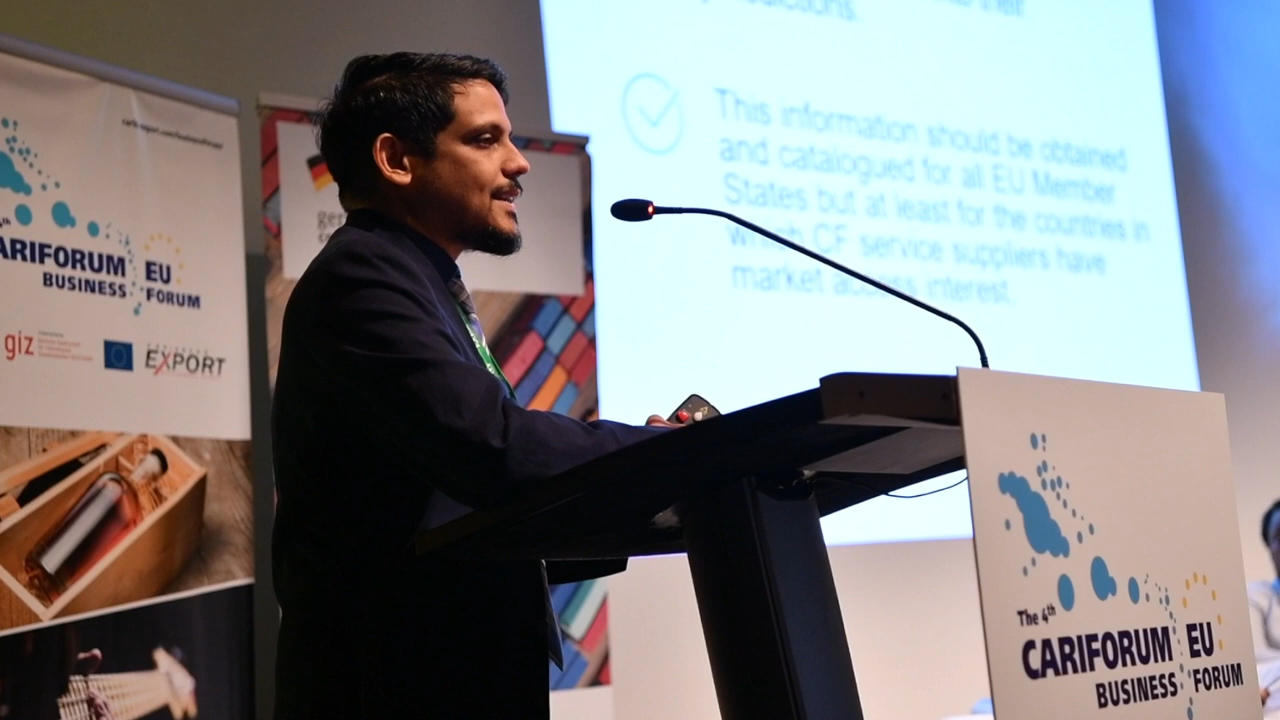 CARIFORUM EU
BUSINESS FORUM
giz
EXPORT
This information should be obtained
and catalogued for all EU Member
States but at least for the countries in
which CF service suppliers have
market access interest.
The 4th
CARIFORUM EU
BUSINESS FORUM